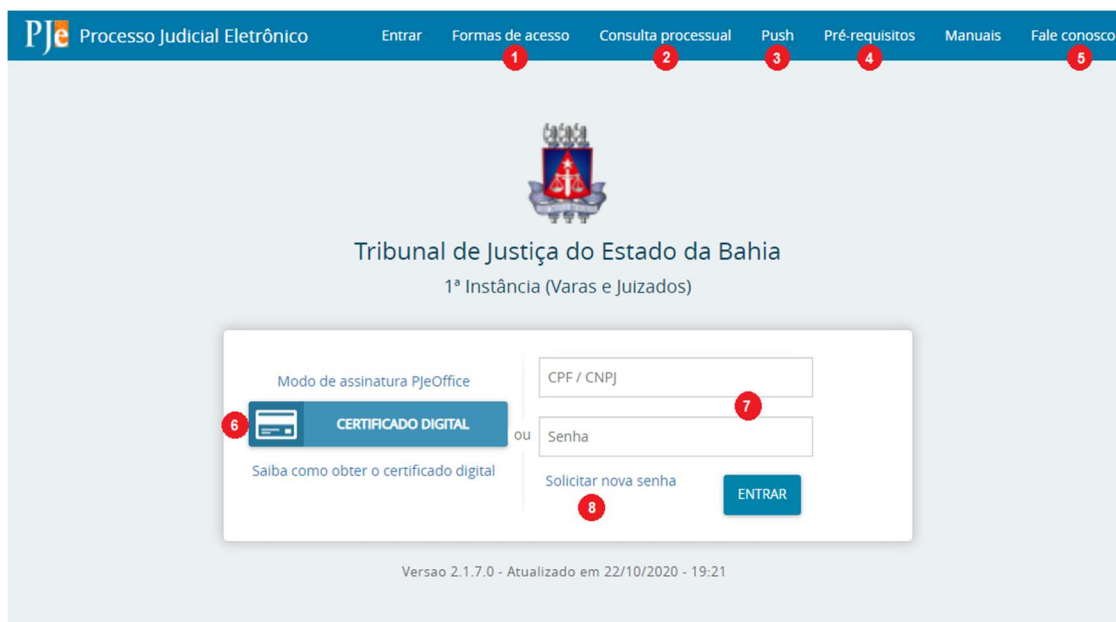 PJe Processo Judicial Eletrônico Entrar Formas de acesso Consulta processual Push Pré-requisitos Manuais Fale conosco
1 2 3 4 5
Tribunal de Justiça do Estado da Bahia
1ª Instância (Varas e Juizados)
Modo de assinatura PJeOffice
6 CERTIFICADO DIGITAL
Saiba como obter o certificado digital
ou
CPF / CNPJ
7
Senha
Solicitar nova senha
8
ENTRAR
Versao 2.1.7.0 - Atualizado em 22/10/2020 - 19:21